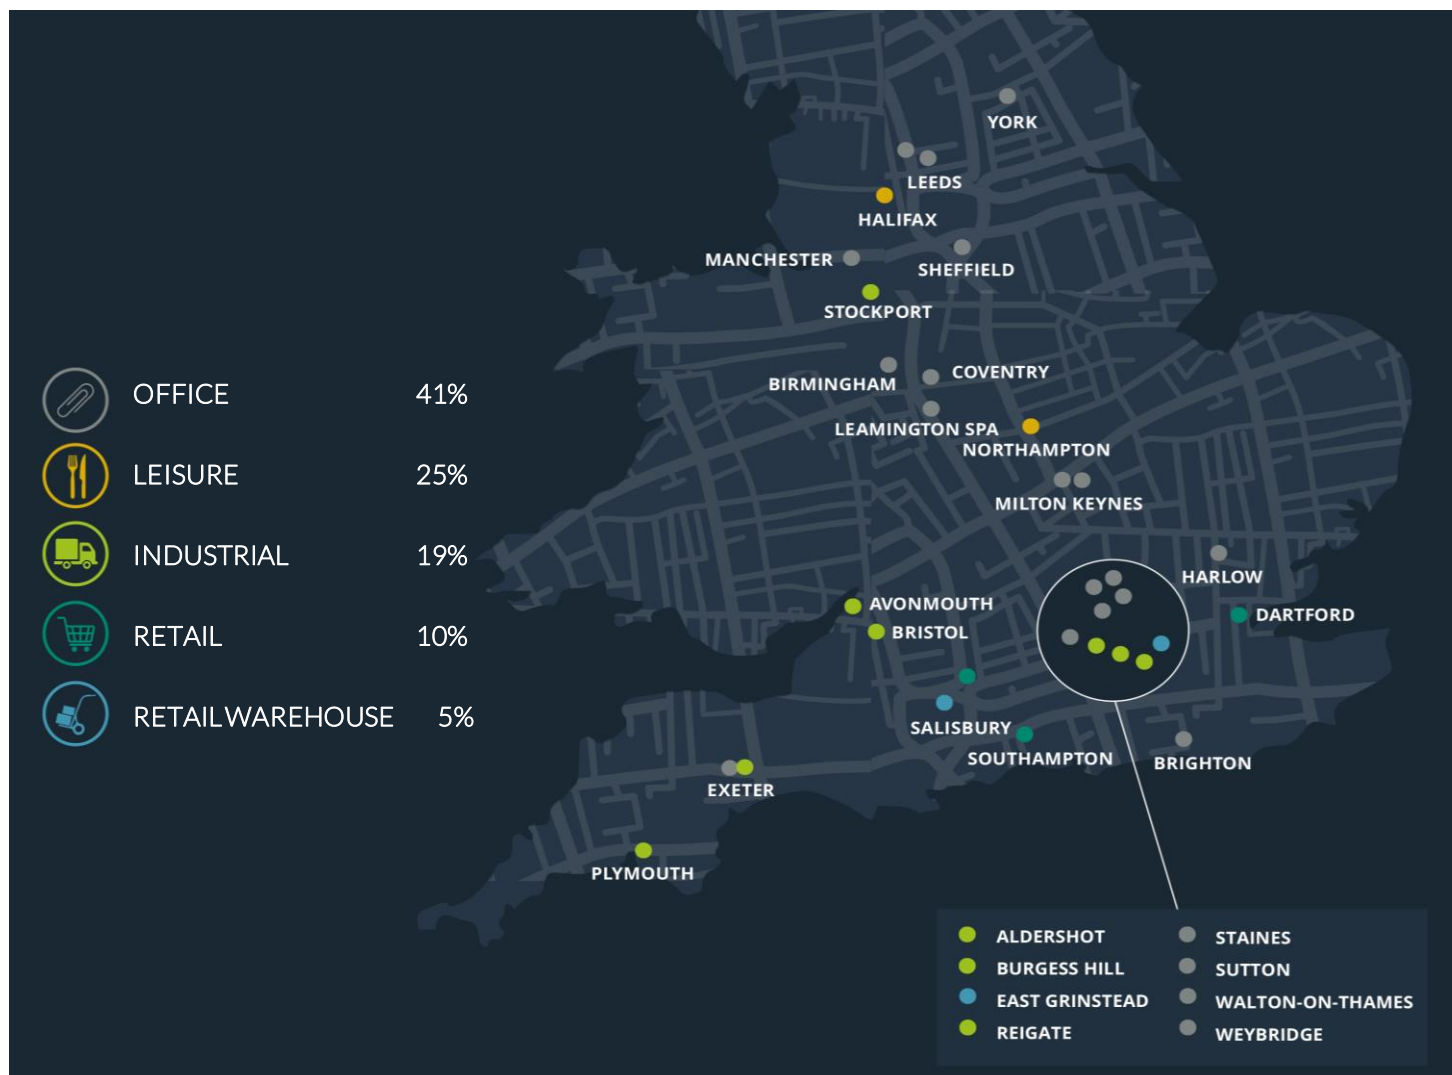 OFFICE 41%
LEISURE 25%
INDUSTRIAL 19%
RETAIL 10%
RETAIL WAREHOUSE 5%
YORK
LEEDS
HALIFAX
MANCHESTER
SHEFFIELD
STOCKPORT
BIRMINGHAM
COVENTRY
LEAMINGTON SPA
NORTHAMPTON
MILTON KEYNES
HARLOW
AVONMOUTH
DARTFORD
BRISTOL
SALISBURY
SOUTHAMPTON
BRIGHTON
EXETER
PLYMOUTH
ALDERSHOT
BURGESS HILL
EAST GRINSTEAD
REIGATE
STAINES
SUTTON
WALTON-ON-THAMES
WEYBRIDGE